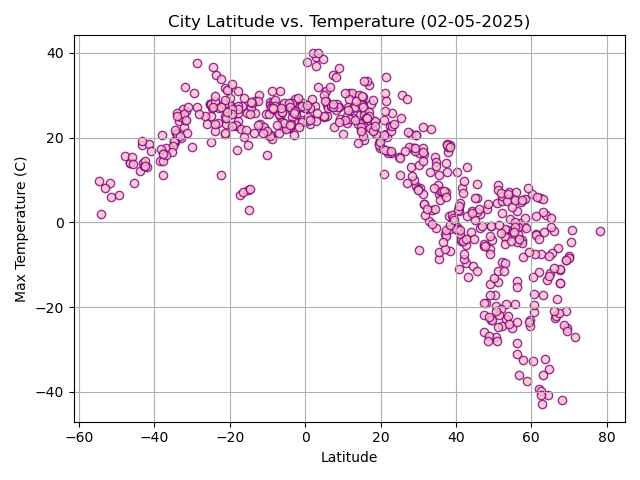 City Latitude vs. Temperature (02-05-2025)
Max Temperature (C)
40
20
0
−20
−40
−60 −40 −20 0 20 40 60 80
Latitude